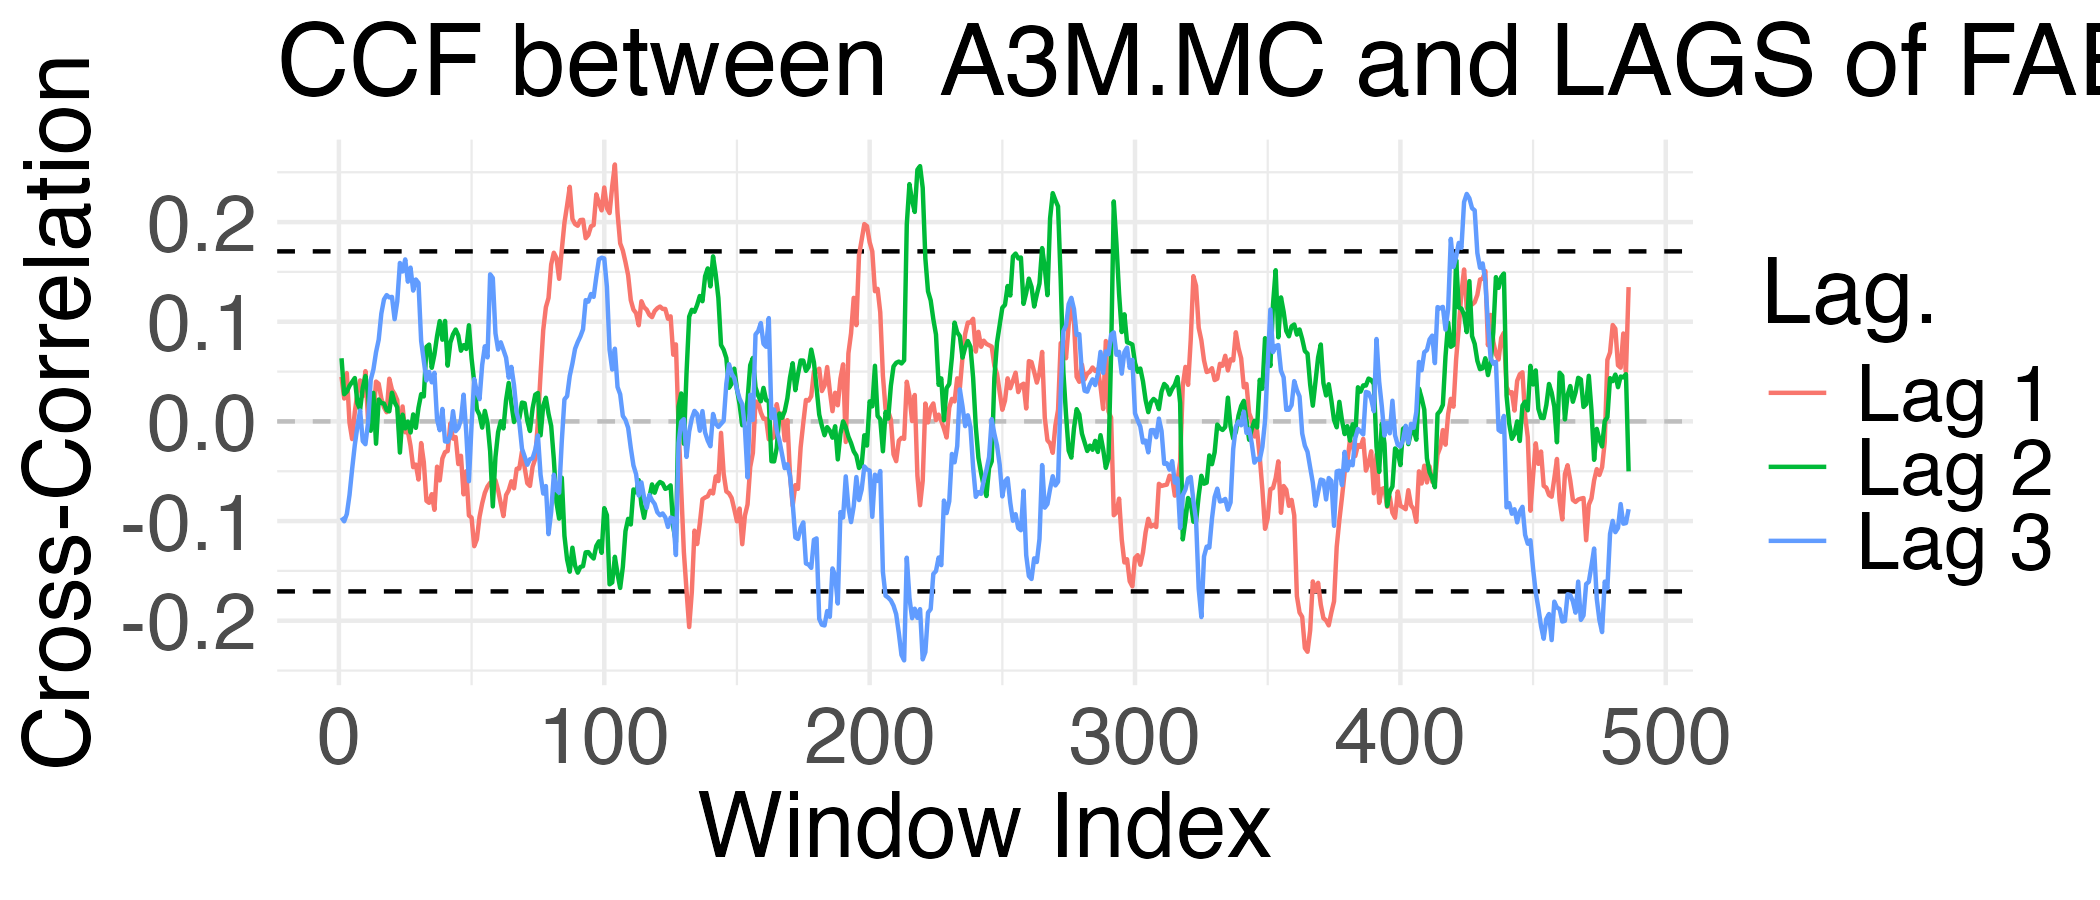 CCF between A3M.MC and LAGS of
Cross-Correlation
0.2
0.1
0.0
-0.1
-0.2
0 100 200 300 400 500
Window Index
Lag.
Lag 1
Lag 2
Lag 3